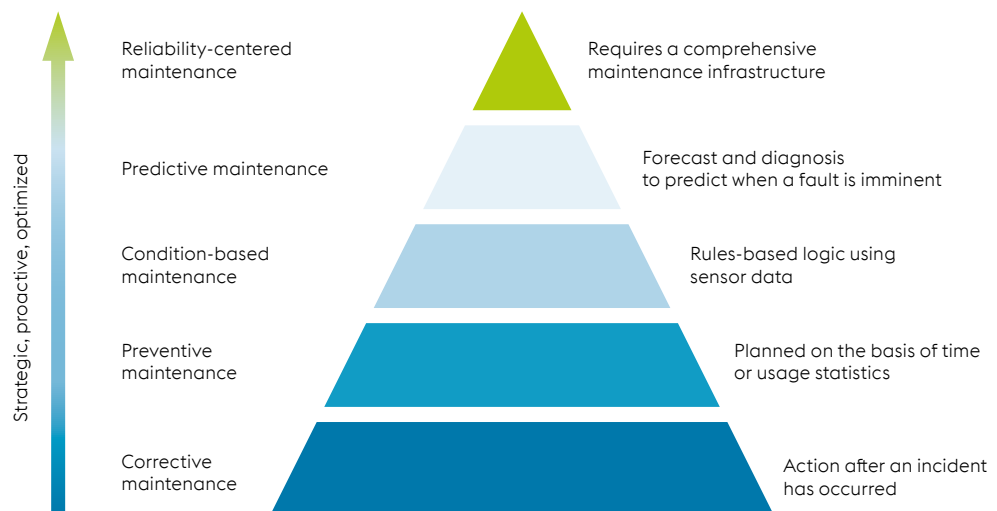 Strategic, proactive, optimized
Reliability-centered
maintenance
Requires a comprehensive
maintenance infrastructure
Predictive maintenance
Forecast and diagnosis
to predict when a fault is imminent
Condition-based
maintenance
Rules-based logic using
sensor data
Preventive
maintenance
Planned on the basis of time
or usage statistics
Corrective
maintenance
Action after an incident
has occurred